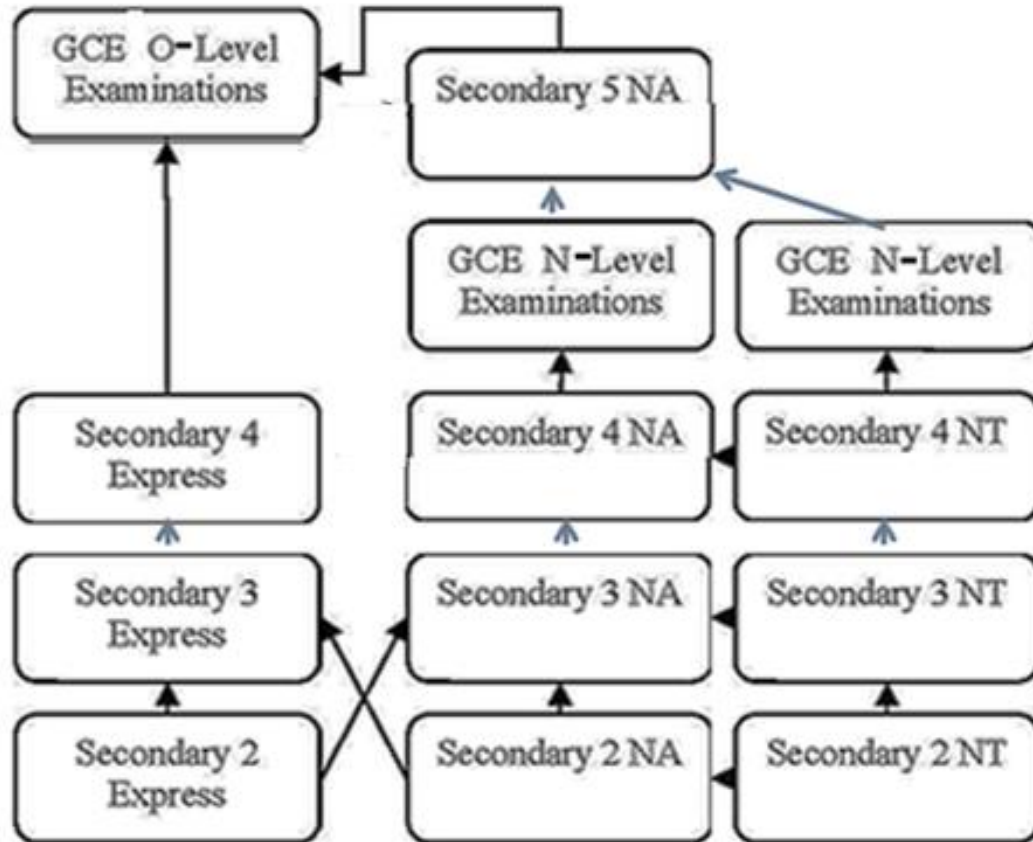 GCE O-Level
Examinations
Secondary 5 NA
GCE N-Level
Examinations
GCE N-Level
Examinations
Secondary 4
Express
Secondary 4 NA
Secondary 4 NT
Secondary 3
Express
Secondary 3 NA
Secondary 3 NT
Secondary 2
Express
Secondary 2 NA
Secondary 2 NT